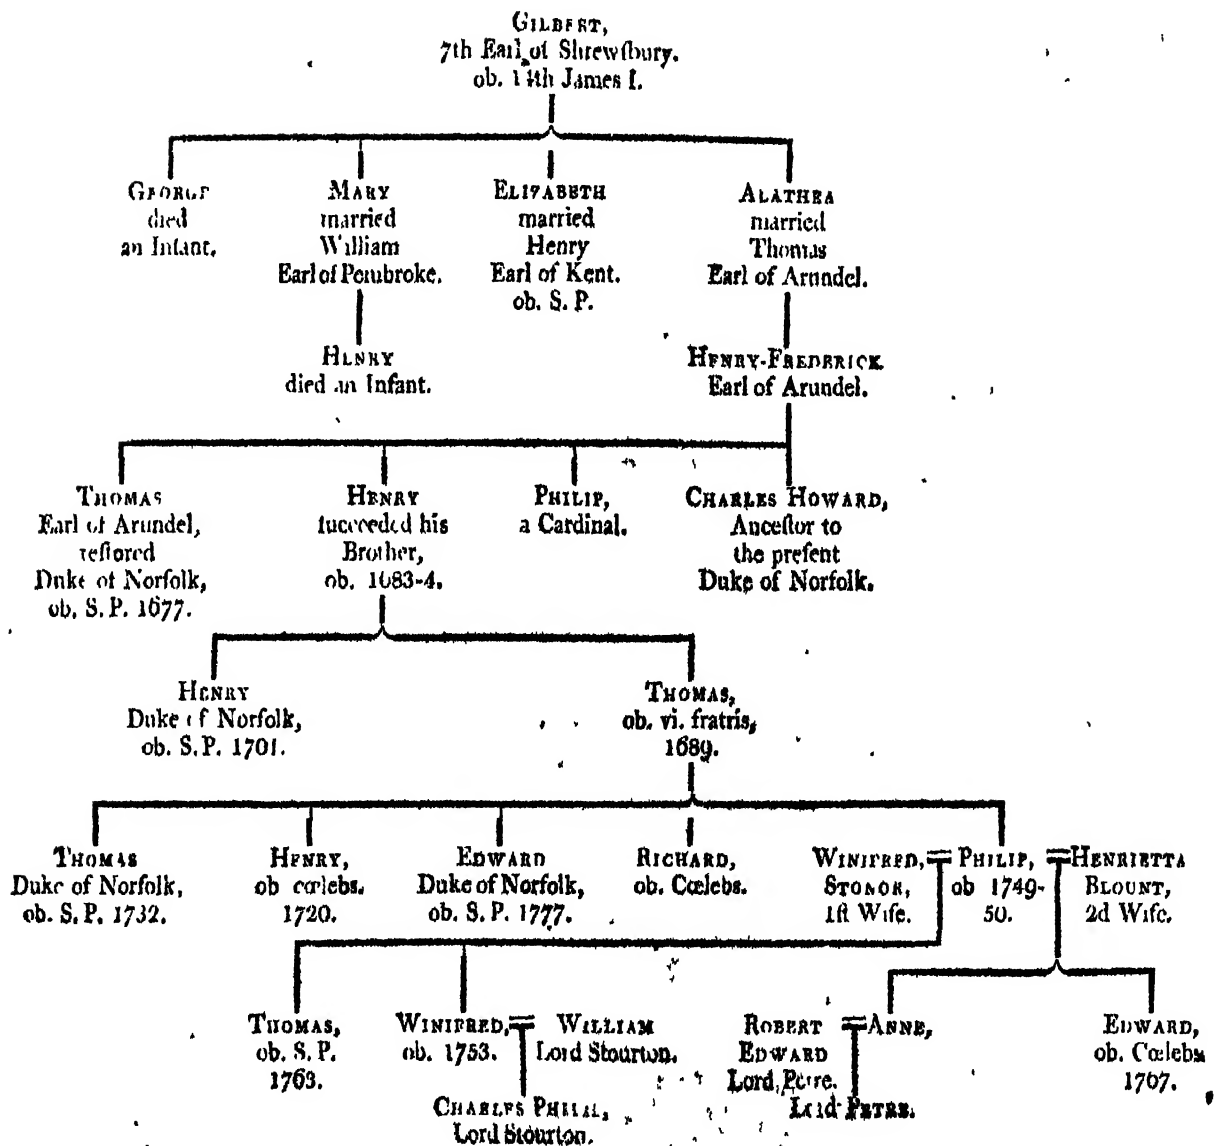 GILBERT,
7th Earl of Shrewſbury.
ob. 14th James I.
GEORGE
died
an Infant.
MARY
married
William
Earl of Pembroke.
ELIZABETH
married
Henry
Earl of Kent.
ob. S. P.
ALATHEA
married
Thomas
Earl of Arundel.
HENRY
died an Infant.
HENRY-FREDERICK
Earl of Arundel.
THOMAS
Earl of Arundel,
reſtored
Duke of Norfolk,
ob. S. P. 1677.
HENRY
ſucceeded his
Brother,
ob. 1683-4.
PHILIP,
a Cardinal.
CHARLES HOWARD,
Anceſtor to
the preſent
Duke of Norfolk.
HENRY
Duke of Norfolk,
ob. S. P. 1701.
THOMAS,
ob. vi. fratris,
1689.
THOMAS
Duke of Norfolk,
ob. S. P. 1732.
HENRY,
ob cœlebs.
1720.
EDWARD
Duke of Norfolk,
ob. S. P. 1777.
RICHARD,
ob. Cœlebs.
WINIFRED, = PHILIP, = HENRIETTA
STONOR,
1ſt Wife.
ob 1749-
50.
BLOUNT,
2d Wife.
THOMAS,
ob. S. P.
1763.
WINIFRED, = WILLIAM
ob. 1753. Lord Stourton.
ROBERT = ANNE,
EDWARD
Lord Petre.
EDWARD,
ob. Cœlebs
1767.
CHARLES PHILIP,
Lord Stourton.
Lord PETRE.